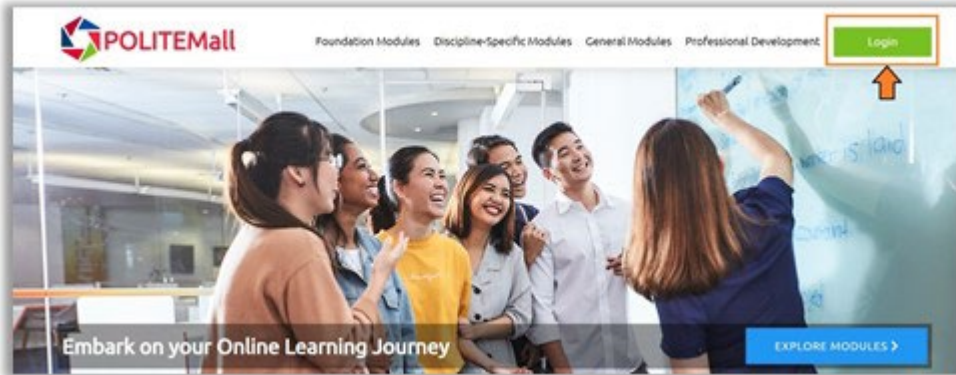 POLITEMall
Foundation Modules Discipline-Specific Modules General Modules Professional Development Login
Embark on your Online Learning Journey
EXPLORE MODULES >